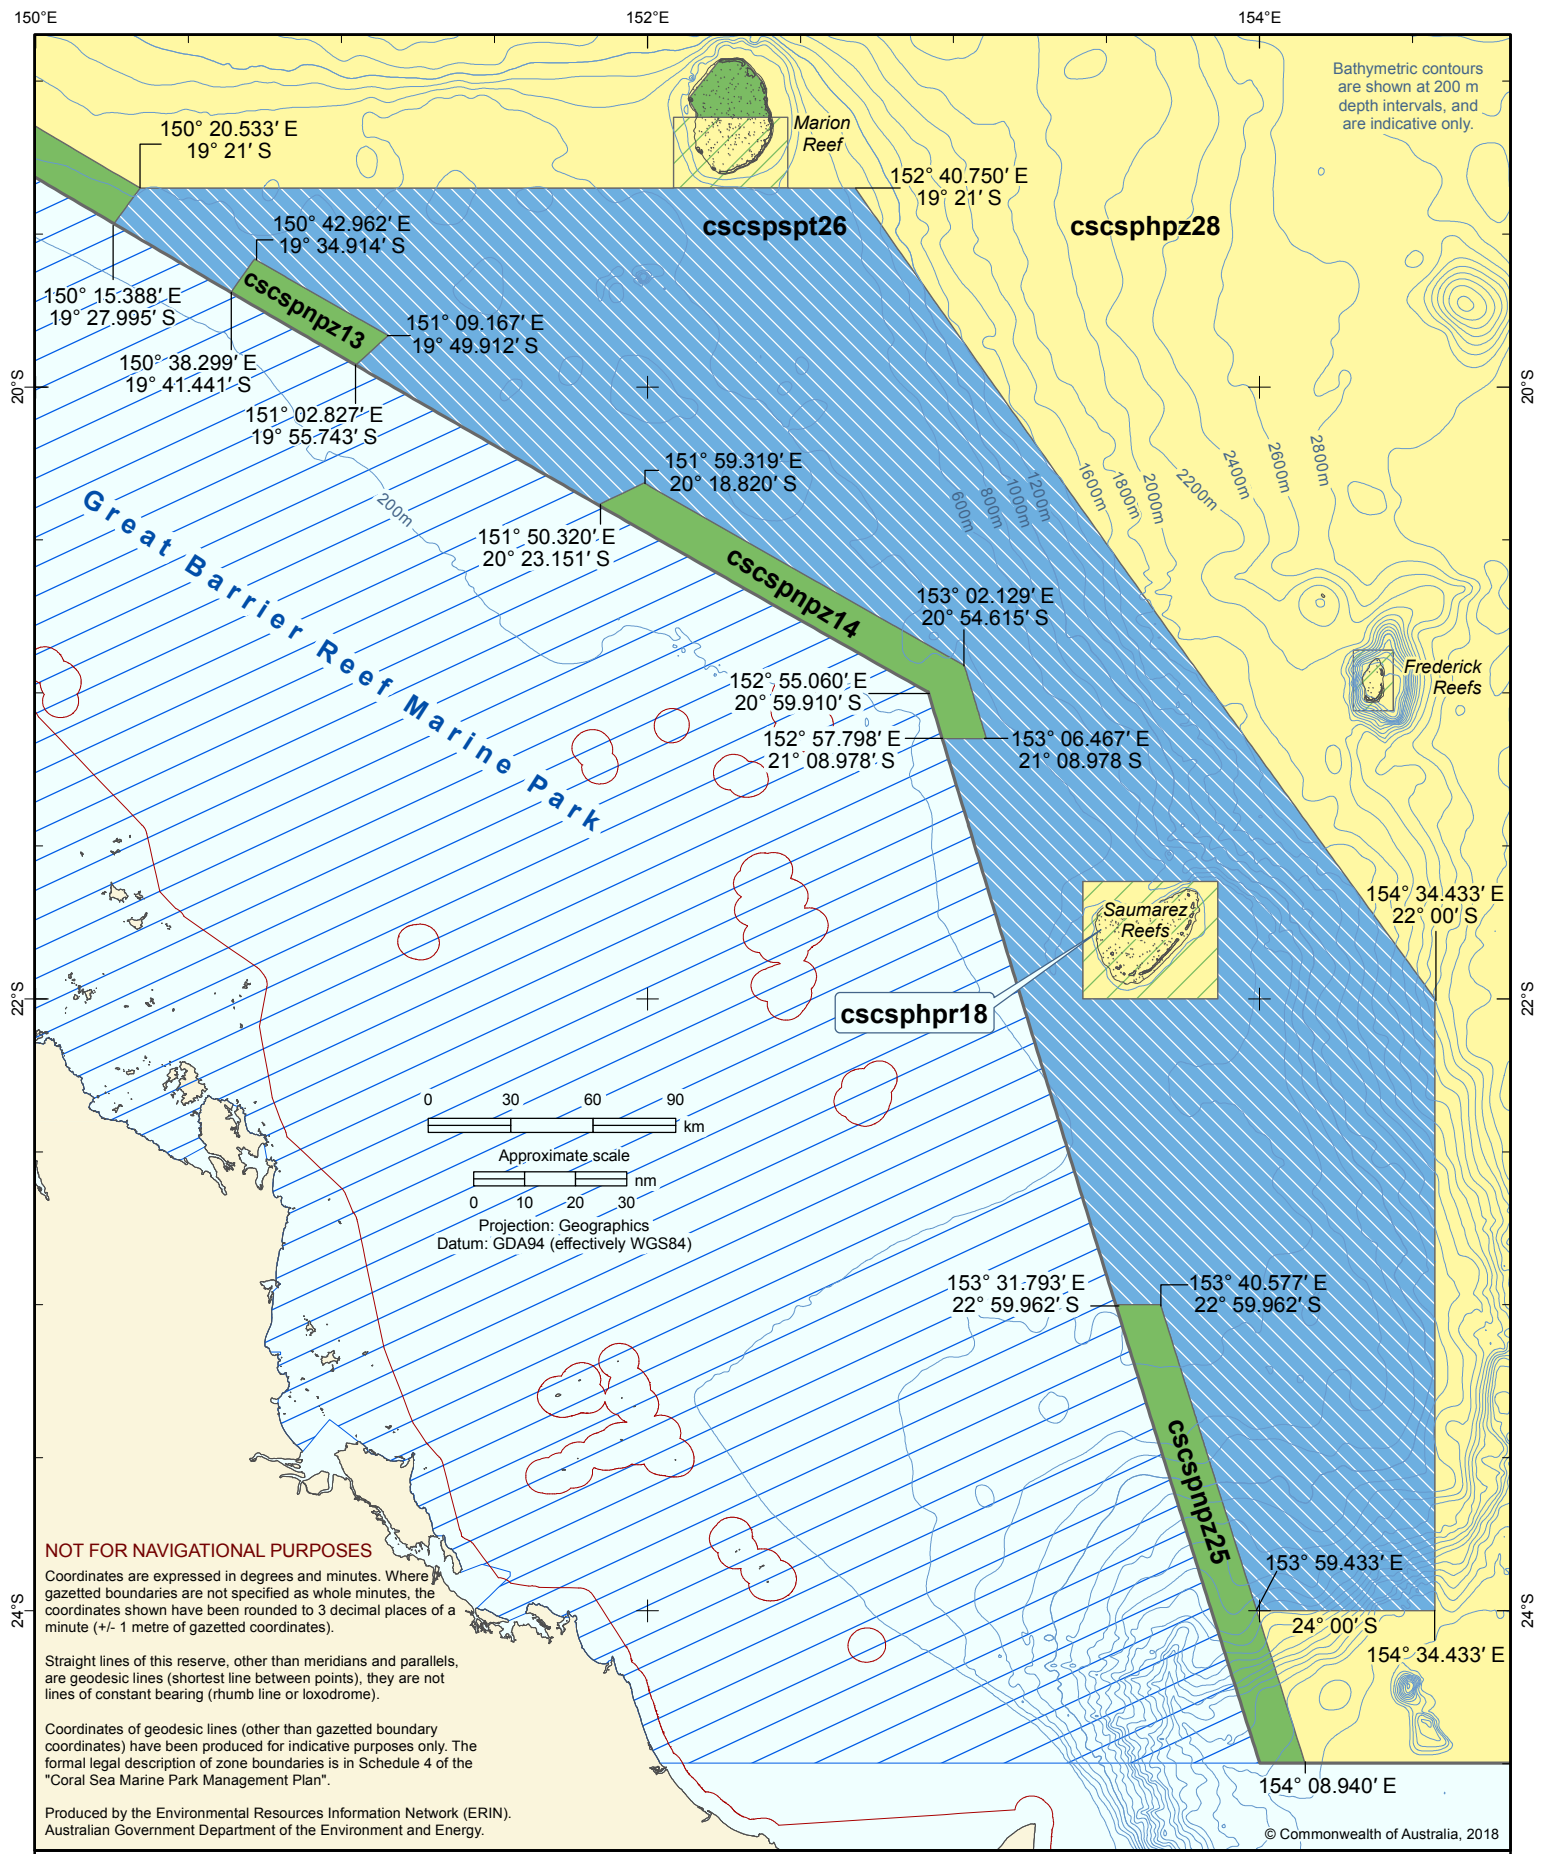 150°E
152°E
154°E
Bathymetric contours
are shown at 200 m
depth intervals, and
are indicative only.
150° 20.533′ E
19° 21′ S
Marion
Reef
152° 40.750′ E
19° 21′ S
cscspspt26
cscsphpz28
150° 42.962′ E
19° 34.914′ S
cscspnpz13
150° 15.388′ E
19° 27.995′ S
151° 09.167′ E
19° 49.912′ S
150° 38.299′ E
19° 41.441′ S
20°S
20°S
151° 02.827′ E
19° 55.743′ S
151° 59.319′ E
20° 18.820′ S
200m
600m
800m
1000m
1200m
1600m
1800m
2000m
2200m
2400m
2600m
2800m
151° 50.320′ E
20° 23.151′ S
Great Barrier Reef Marine Park
cscspnpz14
153° 02.129′ E
20° 54.615′ S
152° 55.060′ E
20° 59.910′ S
Frederick
Reefs
152° 57.798′ E
21° 08.978′ S
153° 06.467′ E
21° 08.978 S
154° 34.433′ E
22° 00′ S
Saumarez
Reefs
22°S
22°S
cscsphpr18
0 30 60 90
km
Approximate scale
nm
0 10 20 30
Projection: Geographics
Datum: GDA94 (effectively WGS84)
153° 31.793′ E
22° 59.962′ S
153° 40.577′ E
22° 59.962′ S
cscspnpz25
153° 59.433′ E
24°S
24°S
24° 00′ S
154° 34.433′ E
154° 08.940′ E
NOT FOR NAVIGATIONAL PURPOSES
Coordinates are expressed in degrees and minutes. Where
gazetted boundaries are not specified as whole minutes, the
coordinates shown have been rounded to 3 decimal places of a
minute (+/- 1 metre of gazetted coordinates).
Straight lines of this reserve, other than meridians and parallels,
are geodesic lines (shortest line between points), they are not
lines of constant bearing (rhumb line or loxodrome).
Coordinates of geodesic lines (other than gazetted boundary
coordinates) have been produced for indicative purposes only. The
formal legal description of zone boundaries is in Schedule 4 of the
"Coral Sea Marine Park Management Plan".
Produced by the Environmental Resources Information Network (ERIN).
Australian Government Department of the Environment and Energy.
© Commonwealth of Australia, 2018